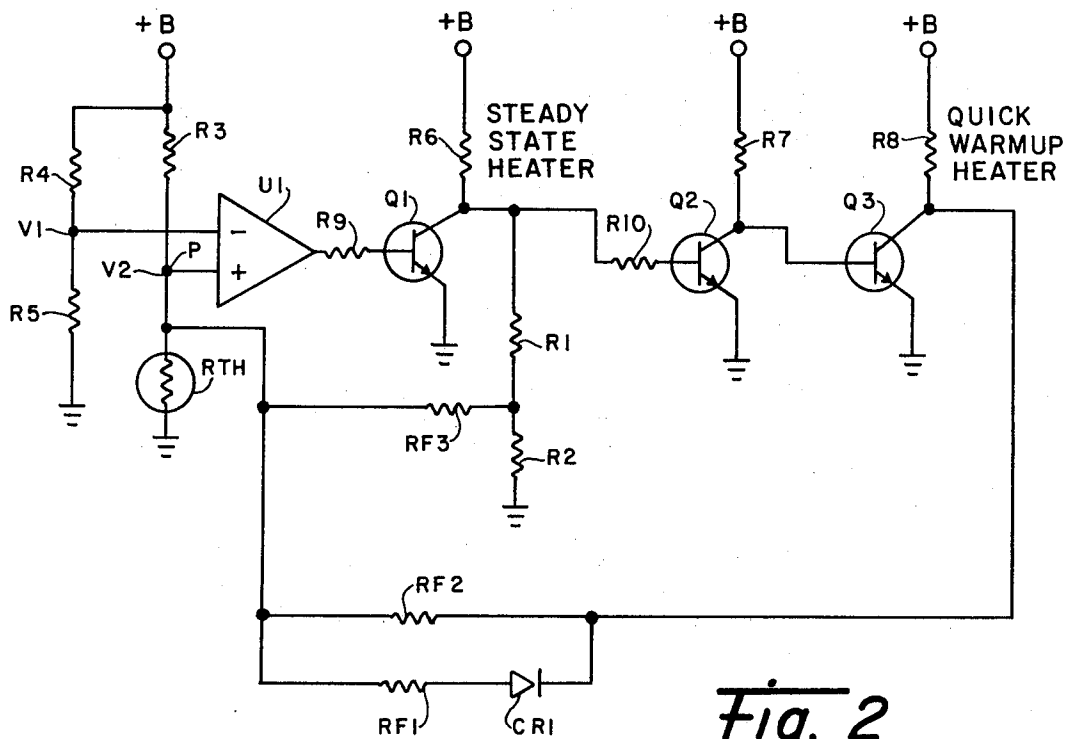 +B
+B
+B
+B
R3
R6
STEADY
STATE
HEATER
R7
R8
QUICK
WARMUP
HEATER
R4
U1
Q1
Q2
Q3
V1
R9
R10
−
P
V2
+
R5
R1
RTH
RF3
R2
RF2
RF1
CR1
Fig. 2